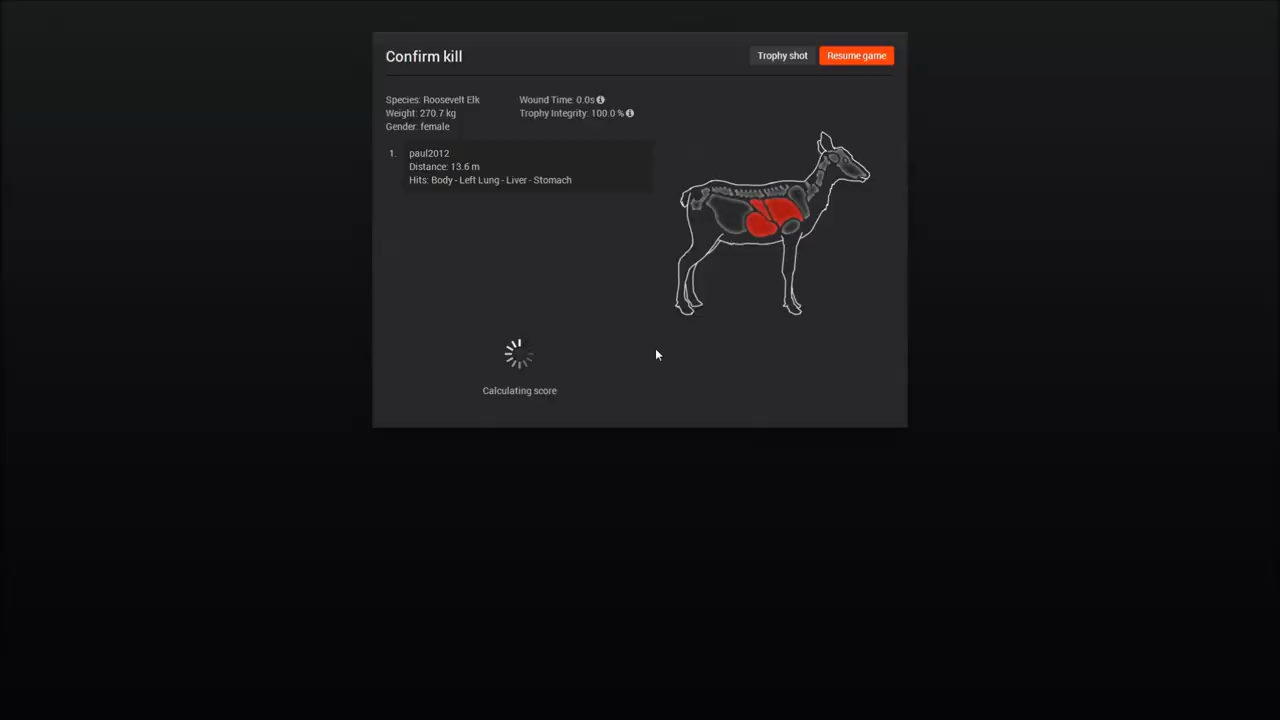 Confirm kill
Trophy shot
Resume game
Species: Roosevelt Elk
Wound Time: 0.0s
Weight: 270.7 kg
Trophy Integrity: 100.0 %
Gender: female
1.
paul2012
Distance: 13.6 m
Hits: Body - Left Lung - Liver - Stomach
Calculating score